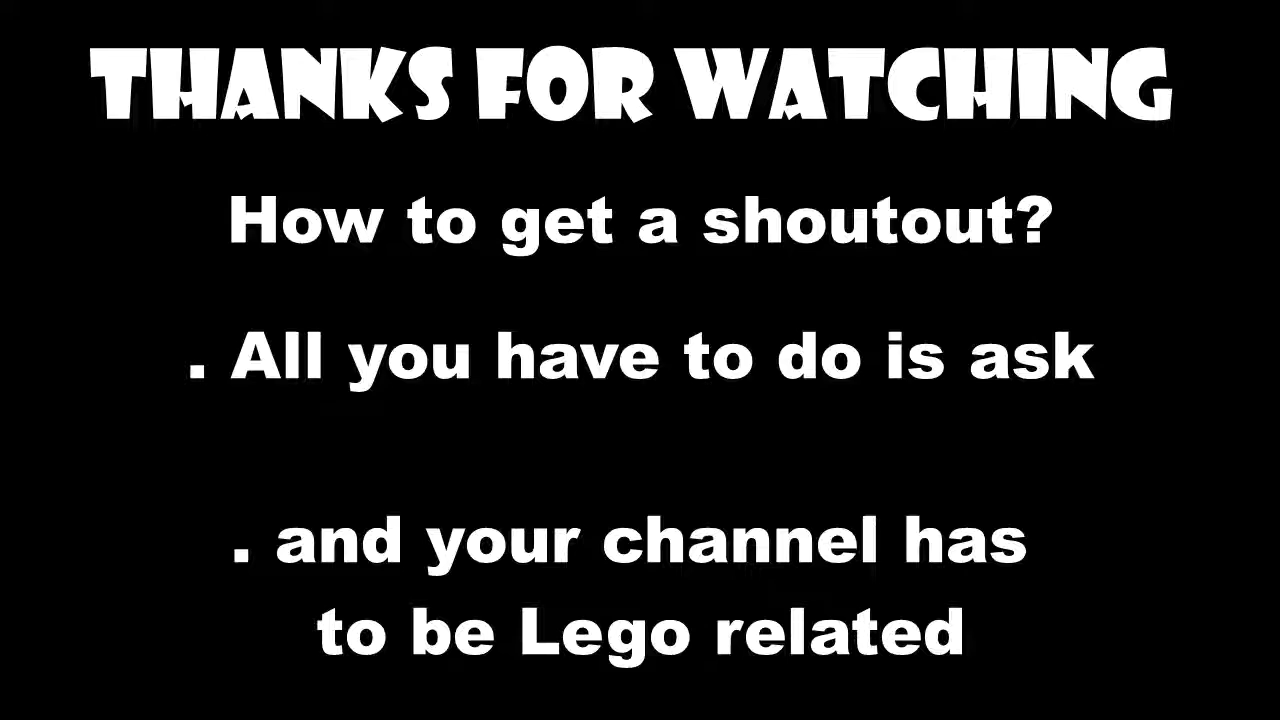 THANKS FOR WATCHING
How to get a shoutout?
. All you have to do is ask
. and your channel has
to be Lego related